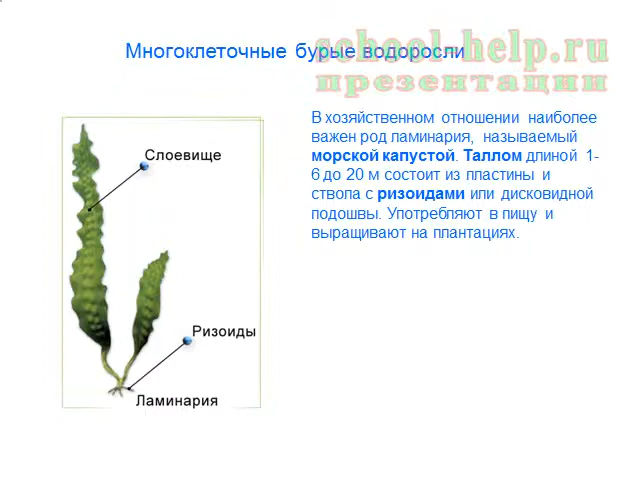 Многоклеточные бурые водоросли
school-help.ru
презентации
В хозяйственном отношении наиболее
важен род ламинария, называемый
морской капустой. Таллом длиной 1-
6 до 20 м состоит из пластины и
ствола с ризоидами или дисковидной
подошвы. Употребляют в пищу и
выращивают на плантациях.
Слоевище
Ризоиды
Ламинария